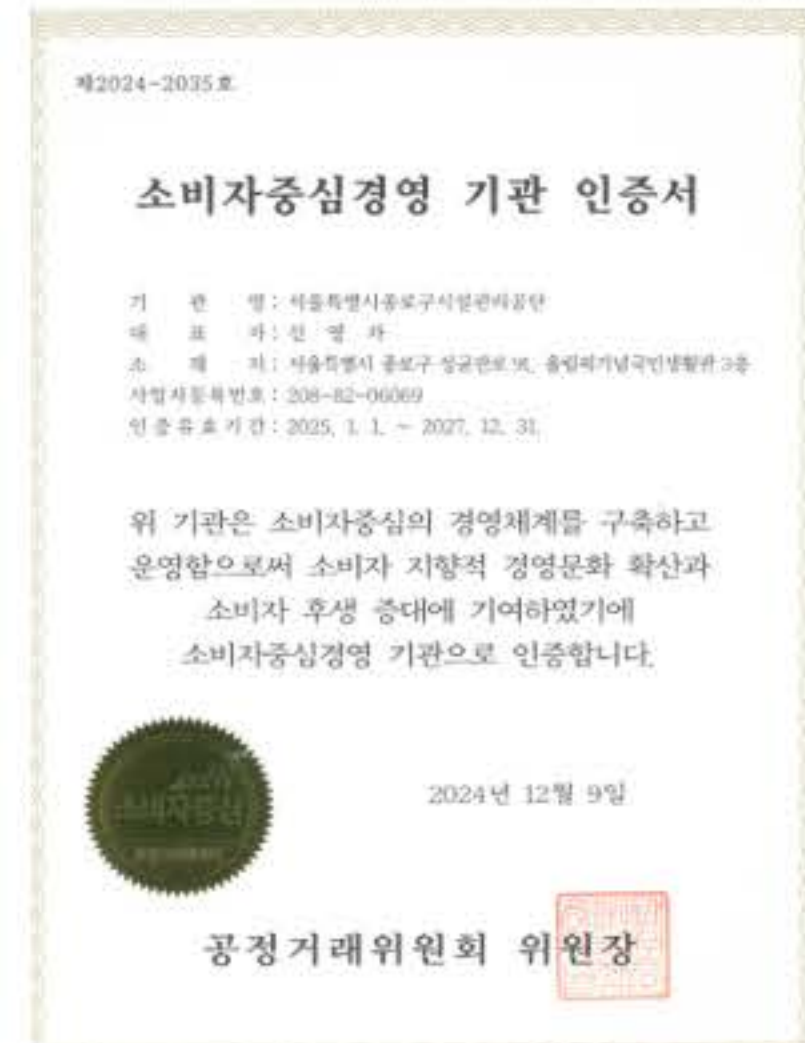 제2024-2035호
소비자중심경영 기관 인증서
기 관 명 : 서울특별시종로구시설관리공단
대 표 자 : 선 영 화
소 재 지 : 서울특별시 종로구 성균관로 91, 올림픽기념국민생활관 3층
사업자등록번호 : 208-82-06069
인증유효기간 : 2025. 1. 1. ~ 2027. 12. 31.
위 기관은 소비자중심의 경영체계를 구축하고
운영함으로써 소비자 지향적 경영문화 확산과
소비자 후생 증대에 기여하였기에
소비자중심경영 기관으로 인증합니다.
소비자중심
2024년 12월 9일
공정거래위원회 위원장